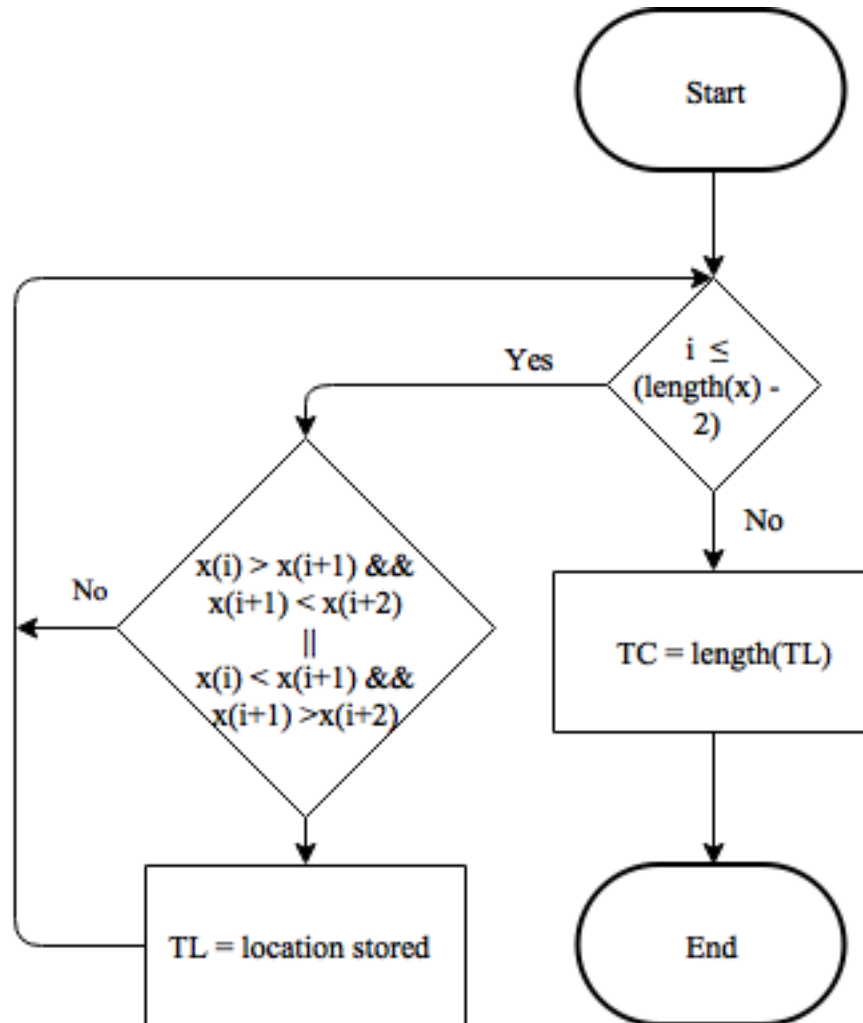 Start
i ≤
(length(x) -
2)
Yes
No
x(i) > x(i+1) &&
x(i+1) < x(i+2)
||
x(i) < x(i+1) &&
x(i+1) >x(i+2)
No
TC = length(TL)
TL = location stored
End